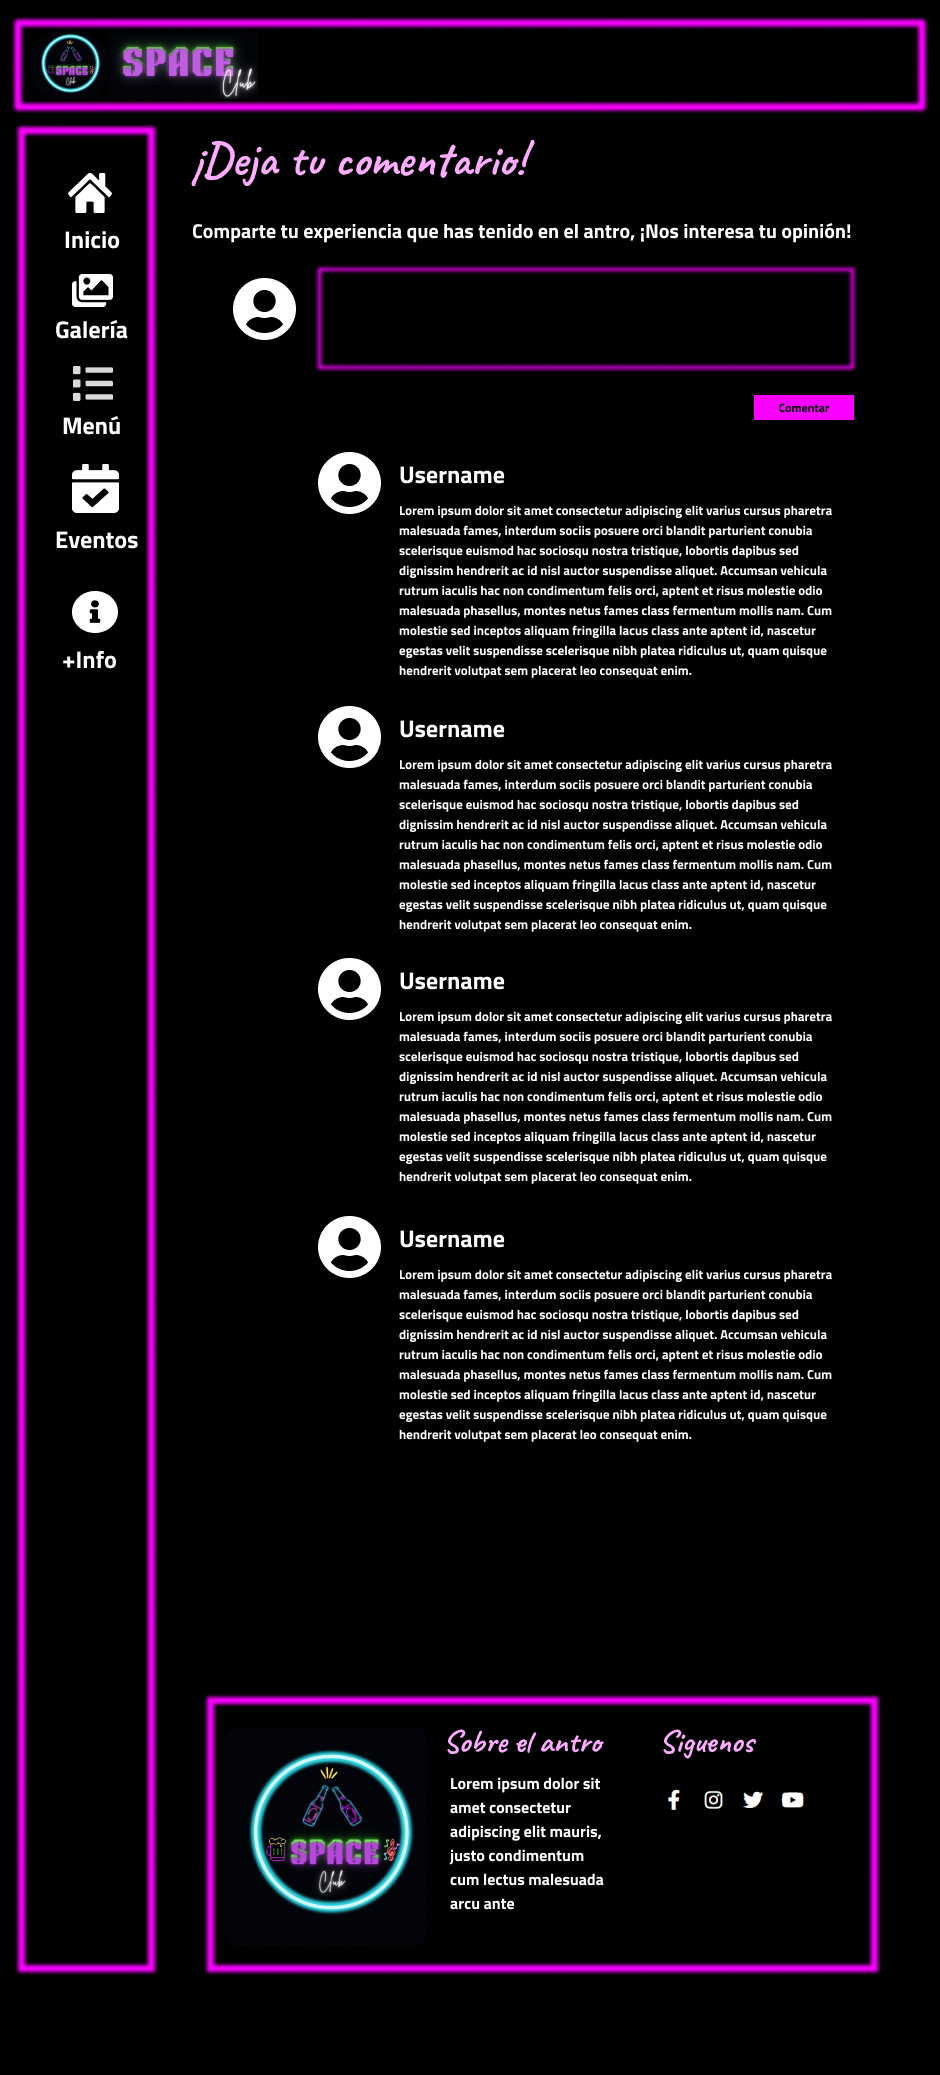 SPACE
Club
SPACE
Club
Inicio
Galería
Menú
Eventos
+Info
¡Deja tu comentario!
Comparte tu experiencia que has tenido en el antro, ¡Nos interesa tu opinión!
Comentar
Username
Lorem ipsum dolor sit amet consectetur adipiscing elit varius cursus pharetra
malesuada fames, interdum sociis posuere orci blandit parturient conubia
scelerisque euismod hac sociosqu nostra tristique, lobortis dapibus sed
dignissim hendrerit ac id nisl auctor suspendisse aliquet. Accumsan vehicula
rutrum iaculis hac non condimentum felis orci, aptent et risus molestie odio
malesuada phasellus, montes netus fames class fermentum mollis nam. Cum
molestie sed inceptos aliquam fringilla lacus class ante aptent id, nascetur
egestas velit suspendisse scelerisque nibh platea ridiculus ut, quam quisque
hendrerit volutpat sem placerat leo consequat enim.
Username
Lorem ipsum dolor sit amet consectetur adipiscing elit varius cursus pharetra
malesuada fames, interdum sociis posuere orci blandit parturient conubia
scelerisque euismod hac sociosqu nostra tristique, lobortis dapibus sed
dignissim hendrerit ac id nisl auctor suspendisse aliquet. Accumsan vehicula
rutrum iaculis hac non condimentum felis orci, aptent et risus molestie odio
malesuada phasellus, montes netus fames class fermentum mollis nam. Cum
molestie sed inceptos aliquam fringilla lacus class ante aptent id, nascetur
egestas velit suspendisse scelerisque nibh platea ridiculus ut, quam quisque
hendrerit volutpat sem placerat leo consequat enim.
Username
Lorem ipsum dolor sit amet consectetur adipiscing elit varius cursus pharetra
malesuada fames, interdum sociis posuere orci blandit parturient conubia
scelerisque euismod hac sociosqu nostra tristique, lobortis dapibus sed
dignissim hendrerit ac id nisl auctor suspendisse aliquet. Accumsan vehicula
rutrum iaculis hac non condimentum felis orci, aptent et risus molestie odio
malesuada phasellus, montes netus fames class fermentum mollis nam. Cum
molestie sed inceptos aliquam fringilla lacus class ante aptent id, nascetur
egestas velit suspendisse scelerisque nibh platea ridiculus ut, quam quisque
hendrerit volutpat sem placerat leo consequat enim.
Username
Lorem ipsum dolor sit amet consectetur adipiscing elit varius cursus pharetra
malesuada fames, interdum sociis posuere orci blandit parturient conubia
scelerisque euismod hac sociosqu nostra tristique, lobortis dapibus sed
dignissim hendrerit ac id nisl auctor suspendisse aliquet. Accumsan vehicula
rutrum iaculis hac non condimentum felis orci, aptent et risus molestie odio
malesuada phasellus, montes netus fames class fermentum mollis nam. Cum
molestie sed inceptos aliquam fringilla lacus class ante aptent id, nascetur
egestas velit suspendisse scelerisque nibh platea ridiculus ut, quam quisque
hendrerit volutpat sem placerat leo consequat enim.
SPACE
Club
Sobre el antro
Lorem ipsum dolor sit
amet consectetur
adipiscing elit mauris,
justo condimentum
cum lectus malesuada
arcu ante
Siguenos